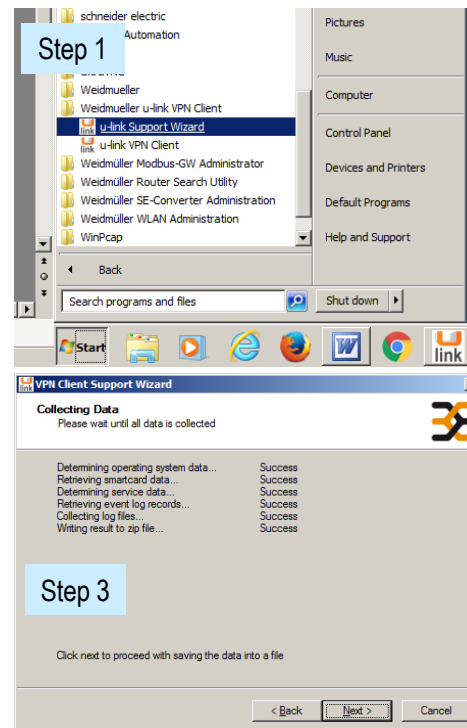 schneider electric
Automation
Step 1
Weidmueller
Weidmueller u-link VPN Client
u-link Support Wizard
u-link VPN Client
Weidmüller Modbus-GW Administrator
Weidmüller Router Search Utility
Weidmüller SE-Converter Administration
Weidmüller WLAN Administration
WinPcap
Back
Search programs and files
Pictures
Music
Computer
Control Panel
Devices and Printers
Default Programs
Help and Support
Shut down
Start
link
VPN Client Support Wizard
Collecting Data
Please wait until all data is collected
Determining operating system data... Success
Retrieving smartcard data... Success
Determining service data... Success
Retrieving event log records... Success
Collecting log files... Success
Writing result to zip file... Success
Step 3
Click next to proceed with saving the data into a file
< Back Next > Cancel